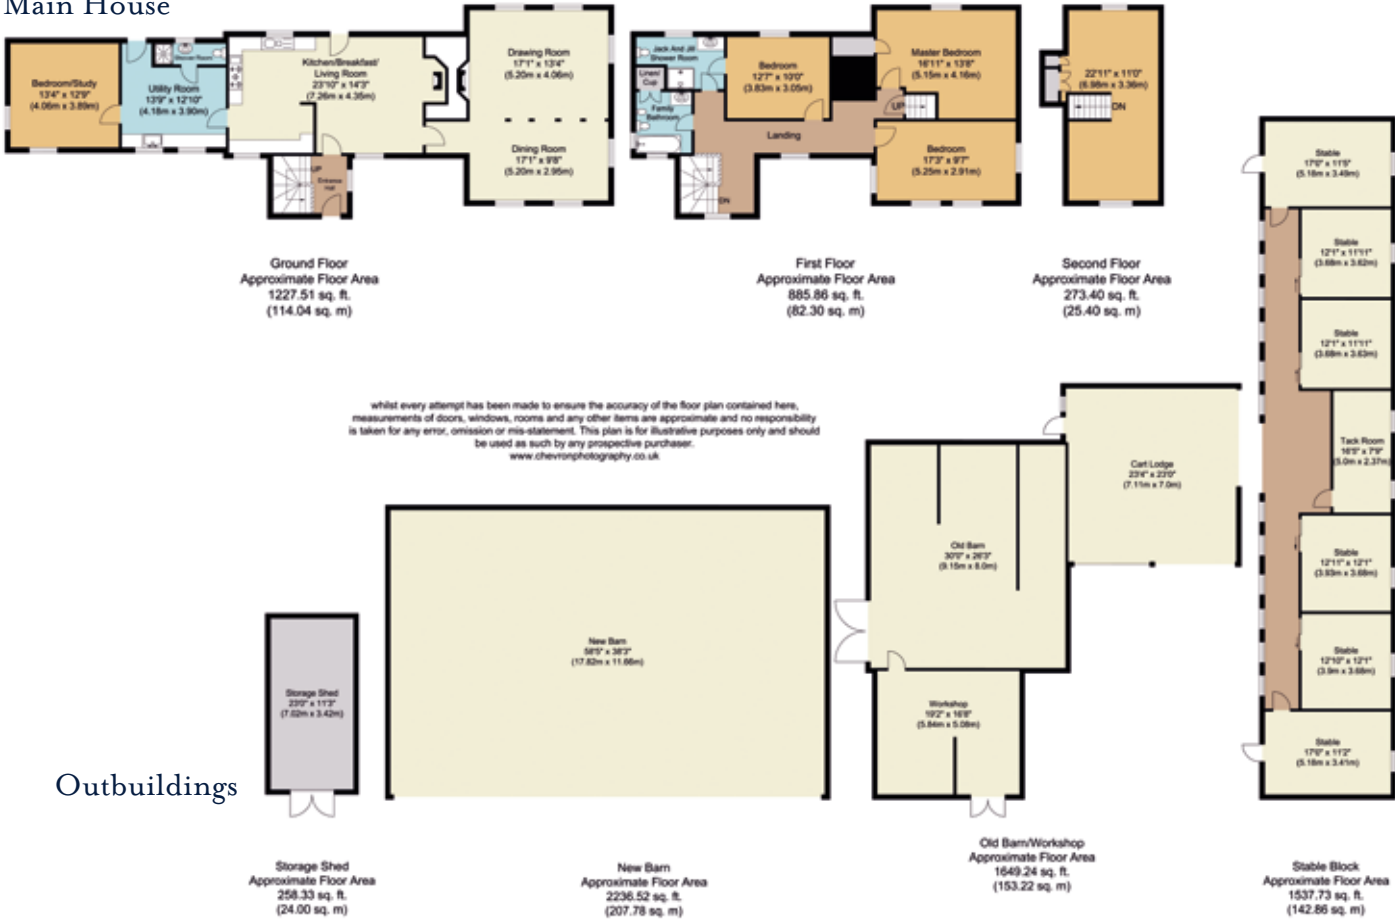 Main House
Bedroom/Study
13'4" x 12'9"
(4.06m x 3.89m)
Utility Room
13'9" x 12'10"
(4.18m x 3.90m)
Shower Room
Kitchen/Breakfast/
Living Room
23'10" x 14'3"
(7.26m x 4.35m)
UP
Entrance
Hall
Drawing Room
17'1" x 13'4"
(5.20m x 4.06m)
Dining Room
17'1" x 9'8"
(5.20m x 2.95m)
Ground Floor
Approximate Floor Area
1227.51 sq. ft.
(114.04 sq. m)
Jack And Jill
Shower Room
Linen/
Cup
Family
Bathroom
Bedroom
12'7" x 10'0"
(3.83m x 3.05m)
Master Bedroom
16'11" x 13'8"
(5.15m x 4.16m)
UP
Landing
Bedroom
17'3" x 9'7"
(5.25m x 2.91m)
DN
First Floor
Approximate Floor Area
885.86 sq. ft.
(82.30 sq. m)
22'11" x 11'0"
(6.98m x 3.36m)
DN
Second Floor
Approximate Floor Area
273.40 sq. ft.
(25.40 sq. m)
whilst every attempt has been made to ensure the accuracy of the floor plan contained here,
measurements of doors, windows, rooms and any other items are approximate and no responsibility
is taken for any error, omission or mis-statement. This plan is for illustrative purposes only and should
be used as such by any prospective purchaser.
www.chevronphotography.co.uk
Outbuildings
Storage Shed
23'0" x 11'3"
(7.02m x 3.42m)
Storage Shed
Approximate Floor Area
258.33 sq. ft.
(24.00 sq. m)
New Barn
58'5" x 38'3"
(17.82m x 11.66m)
New Barn
Approximate Floor Area
2236.52 sq. ft.
(207.78 sq. m)
Cart Lodge
23'4" x 23'0"
(7.11m x 7.0m)
Old Barn
30'0" x 26'3"
(9.15m x 8.0m)
Workshop
19'2" x 16'8"
(5.84m x 5.08m)
Old Barn/Workshop
Approximate Floor Area
1649.24 sq. ft.
(153.22 sq. m)
Stable
17'0" x 11'5"
(5.18m x 3.49m)
Stable
12'1" x 11'11"
(3.68m x 3.62m)
Stable
12'1" x 11'11"
(3.68m x 3.63m)
Tack Room
16'5" x 7'9"
(5.0m x 2.37m)
Stable
12'11" x 12'1"
(3.93m x 3.68m)
Stable
12'10" x 12'1"
(3.9m x 3.68m)
Stable
17'0" x 11'2"
(5.18m x 3.41m)
Stable Block
Approximate Floor Area
1537.73 sq. ft.
(142.86 sq. m)